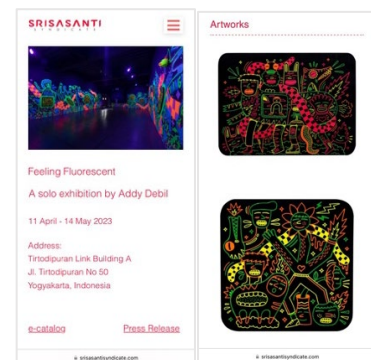 SRISASANTI
SYNDICATE
Feeling Fluorescent
A solo exhibition by Addy Debil
11 April - 14 May 2023
Address:
Tirtodipuran Link Building A
Jl. Tirtodipuran No 50
Yogyakarta, Indonesia
e-catalog
Press Release
srisasantisyndicate.com
Artworks
srisasantisyndicate.com